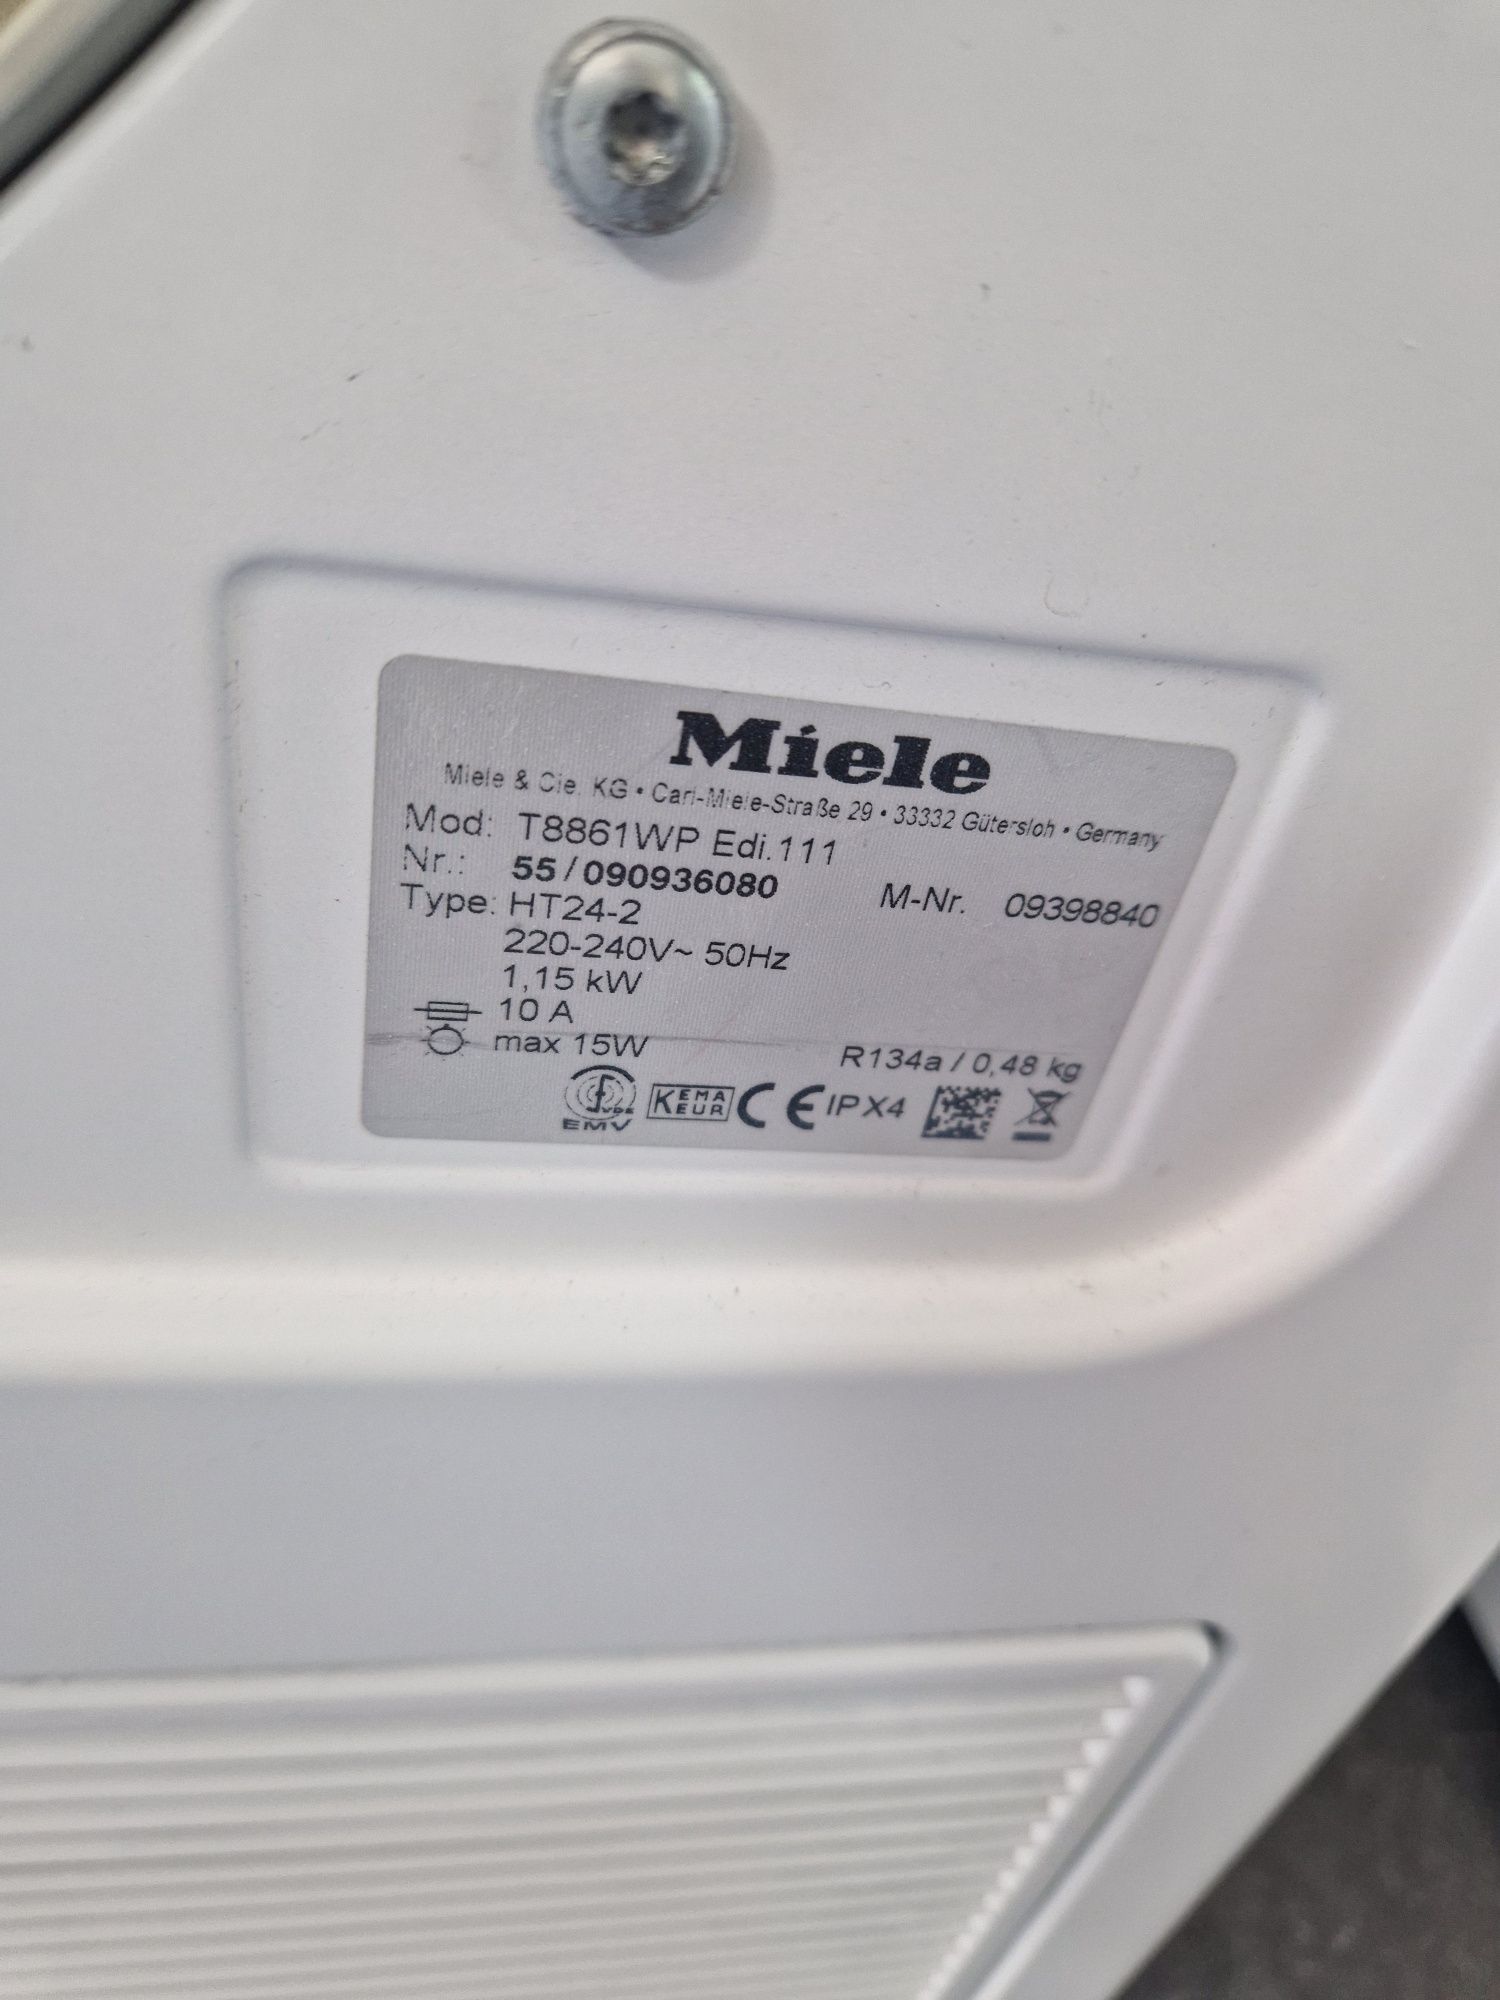 Miele
Miele & Cie. KG • Carl-Miele-Straße 29 • 33332 Gütersloh • Germany
Mod: T8861WP Edi.111
Nr.: 55/090936080 M-Nr. 09398840
Type: HT24-2
220-240V~ 50Hz
1,15 kW
10 A
max 15W
R134a / 0,48 kg
EMV KEMA KEUR CE IPX4